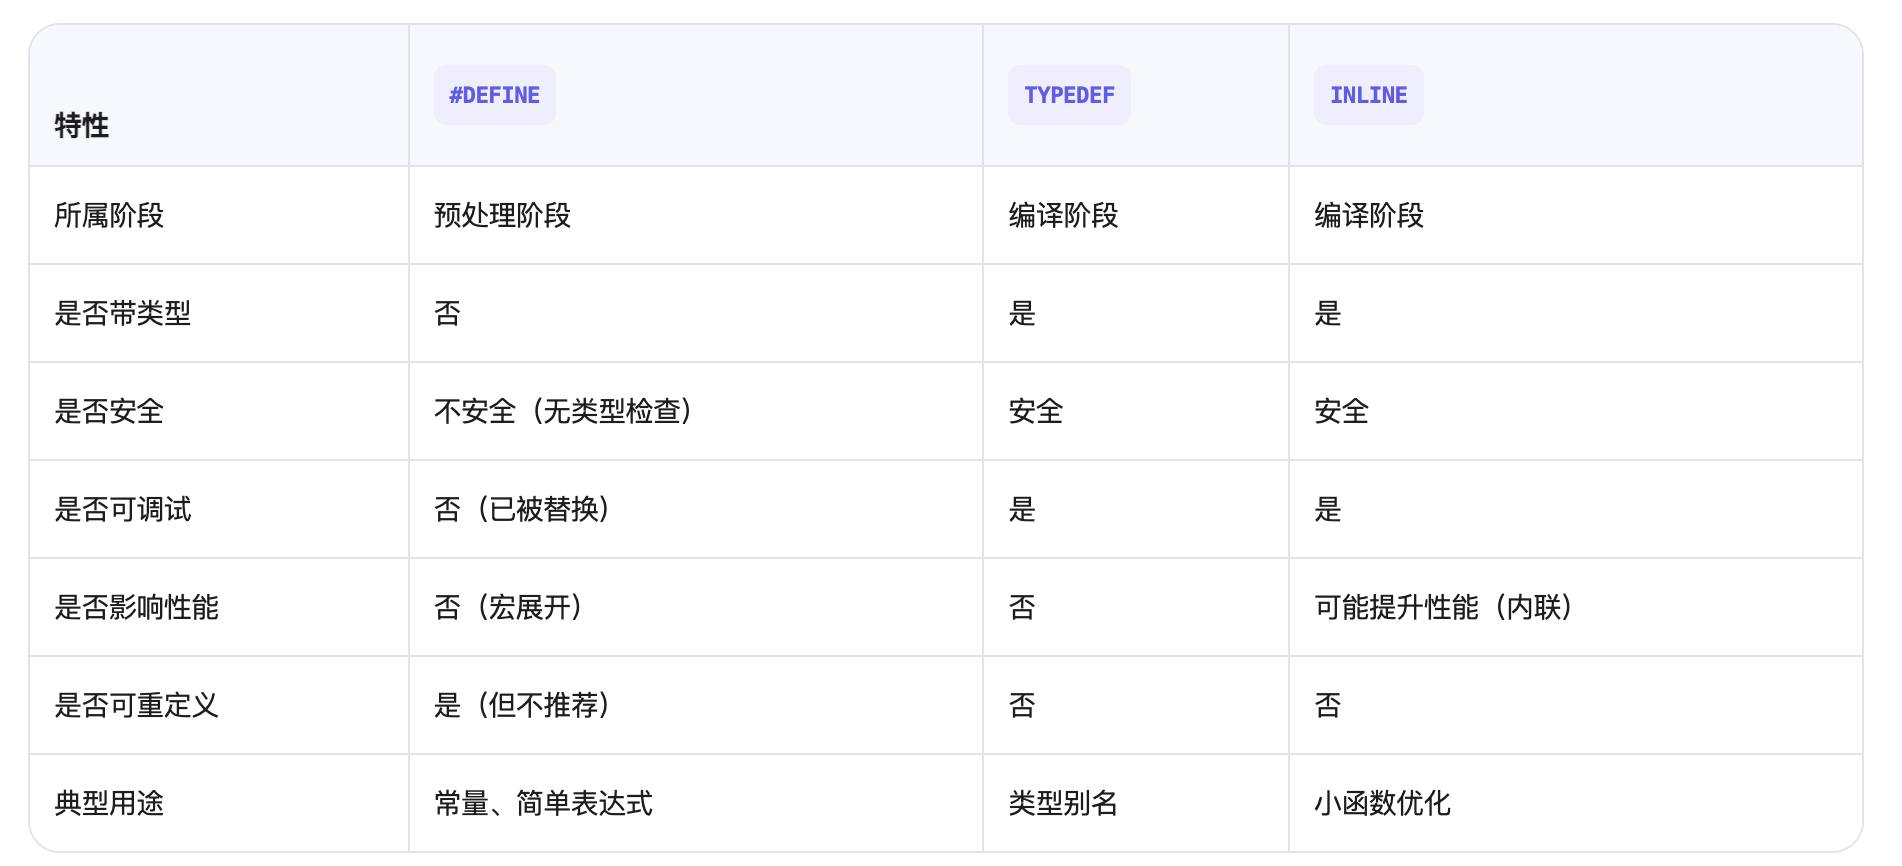 特性 #DEFINE TYPEDEF INLINE
所属阶段 预处理阶段 编译阶段 编译阶段
是否带类型 否 是 是
是否安全 不安全（无类型检查） 安全 安全
是否可调试 否（已被替换） 是 是
是否影响性能 否（宏展开） 否 可能提升性能（内联）
是否可重定义 是（但不推荐） 否 否
典型用途 常量、简单表达式 类型别名 小函数优化